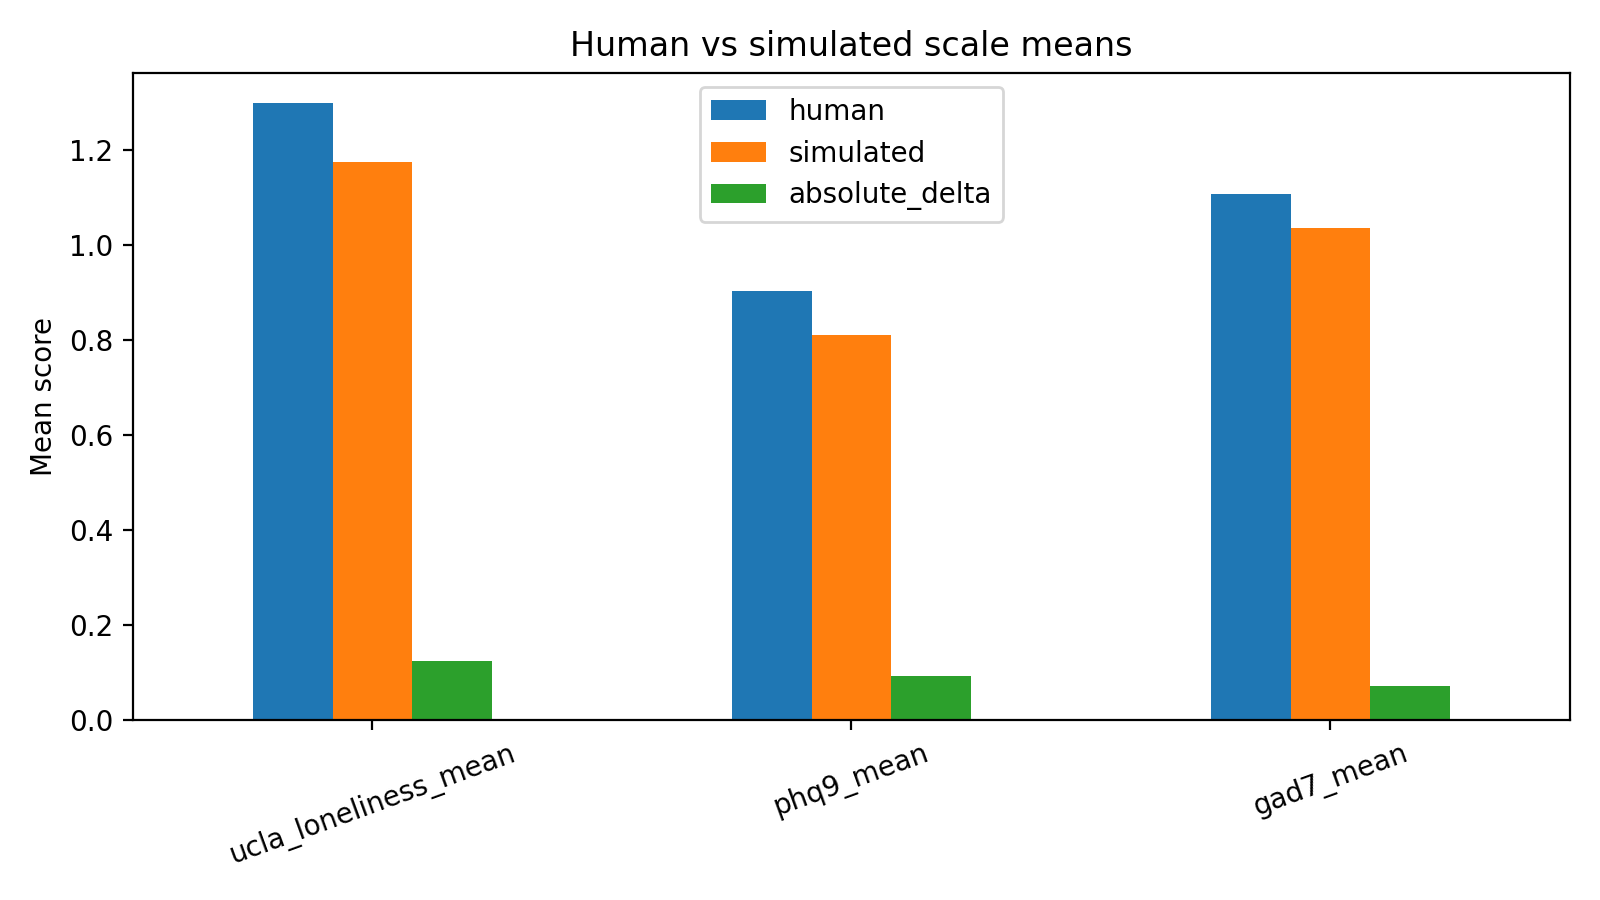 Human vs simulated scale means
human
simulated
absolute_delta
Mean score
1.2
1.0
0.8
0.6
0.4
0.2
0.0
ucla_loneliness_mean
phq9_mean
gad7_mean